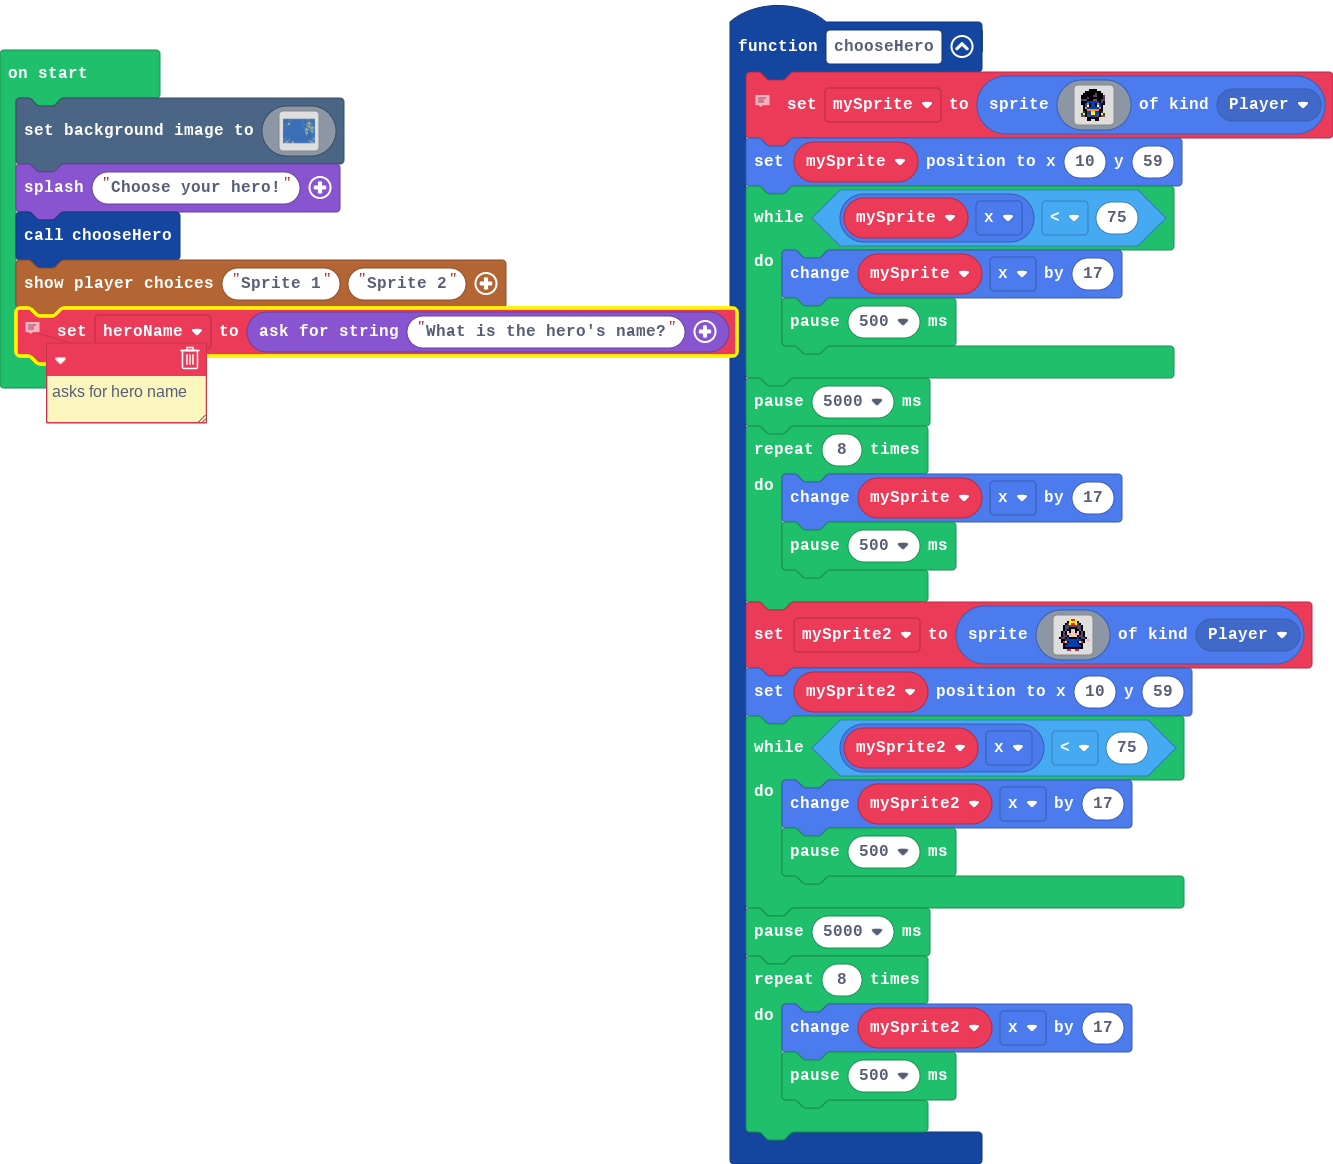 on start
set background image to
splash "Choose your hero!"
call chooseHero
show player choices "Sprite 1" "Sprite 2"
set heroName to ask for string "What is the hero's name?"
asks for hero name
function chooseHero
set mySprite to sprite of kind Player
set mySprite position to x 10 y 59
while mySprite x < 75
do change mySprite x by 17
pause 500 ms
pause 5000 ms
repeat 8 times
do change mySprite x by 17
pause 500 ms
set mySprite2 to sprite of kind Player
set mySprite2 position to x 10 y 59
while mySprite2 x < 75
do change mySprite2 x by 17
pause 500 ms
pause 5000 ms
repeat 8 times
do change mySprite2 x by 17
pause 500 ms